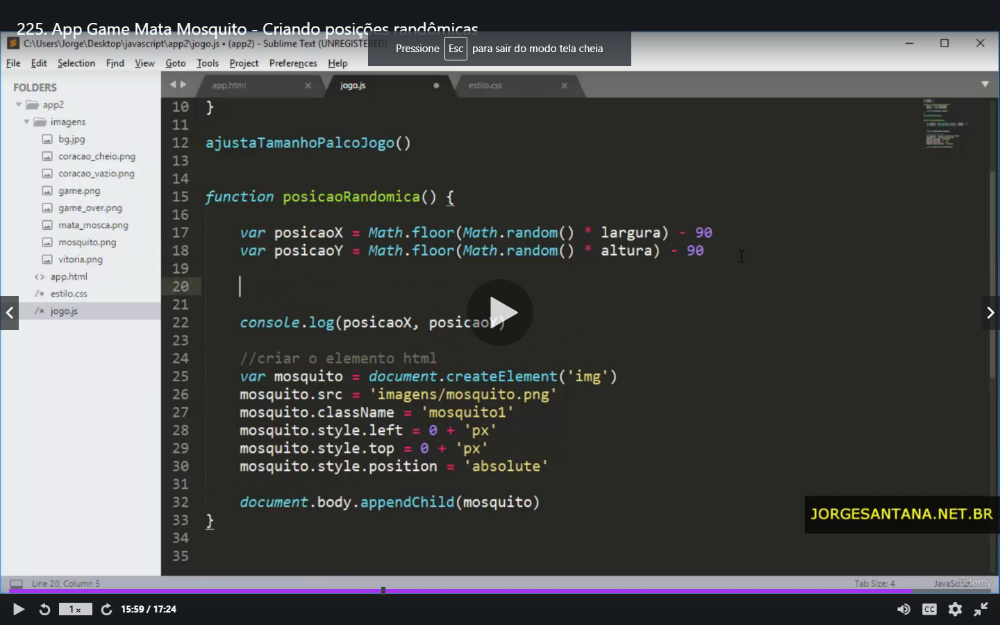 225. App Game Mata Mosquito - Criando posições randômicas
C:\Users\Jorge\Desktop\javascript\app2\jogo.js • (app2) - Sublime Text (UNREGISTERED)
Pressione Esc para sair do modo tela cheia
File Edit Selection Find View Goto Tools Project Preferences Help
FOLDERS
app2
imagens
bg.jpg
coracao_cheio.png
coracao_vazio.png
game.png
game_over.png
mata_mosca.png
mosquito.png
vitoria.png
<> app.html
/* estilo.css
/* jogo.js
app.html × jogo.js estilo.css ×
10 }
11
12 ajustaTamanhoPalcoJogo()
13
14
15 function posicaoRandomica() {
16
17 var posicaoX = Math.floor(Math.random() * largura) - 90
18 var posicaoY = Math.floor(Math.random() * altura) - 90
19
20
21
22 console.log(posicaoX, posicaoY)
23
24 //criar o elemento html
25 var mosquito = document.createElement('img')
26 mosquito.src = 'imagens/mosquito.png'
27 mosquito.className = 'mosquito1'
28 mosquito.style.left = 0 + 'px'
29 mosquito.style.top = 0 + 'px'
30 mosquito.style.position = 'absolute'
31
32 document.body.appendChild(mosquito)
33 }
34
35
JORGESANTANA.NET.BR
Line 20, Column 5
Tab Size: 4
JavaScript
ûdemy
1 x
15:59 / 17:24
CC